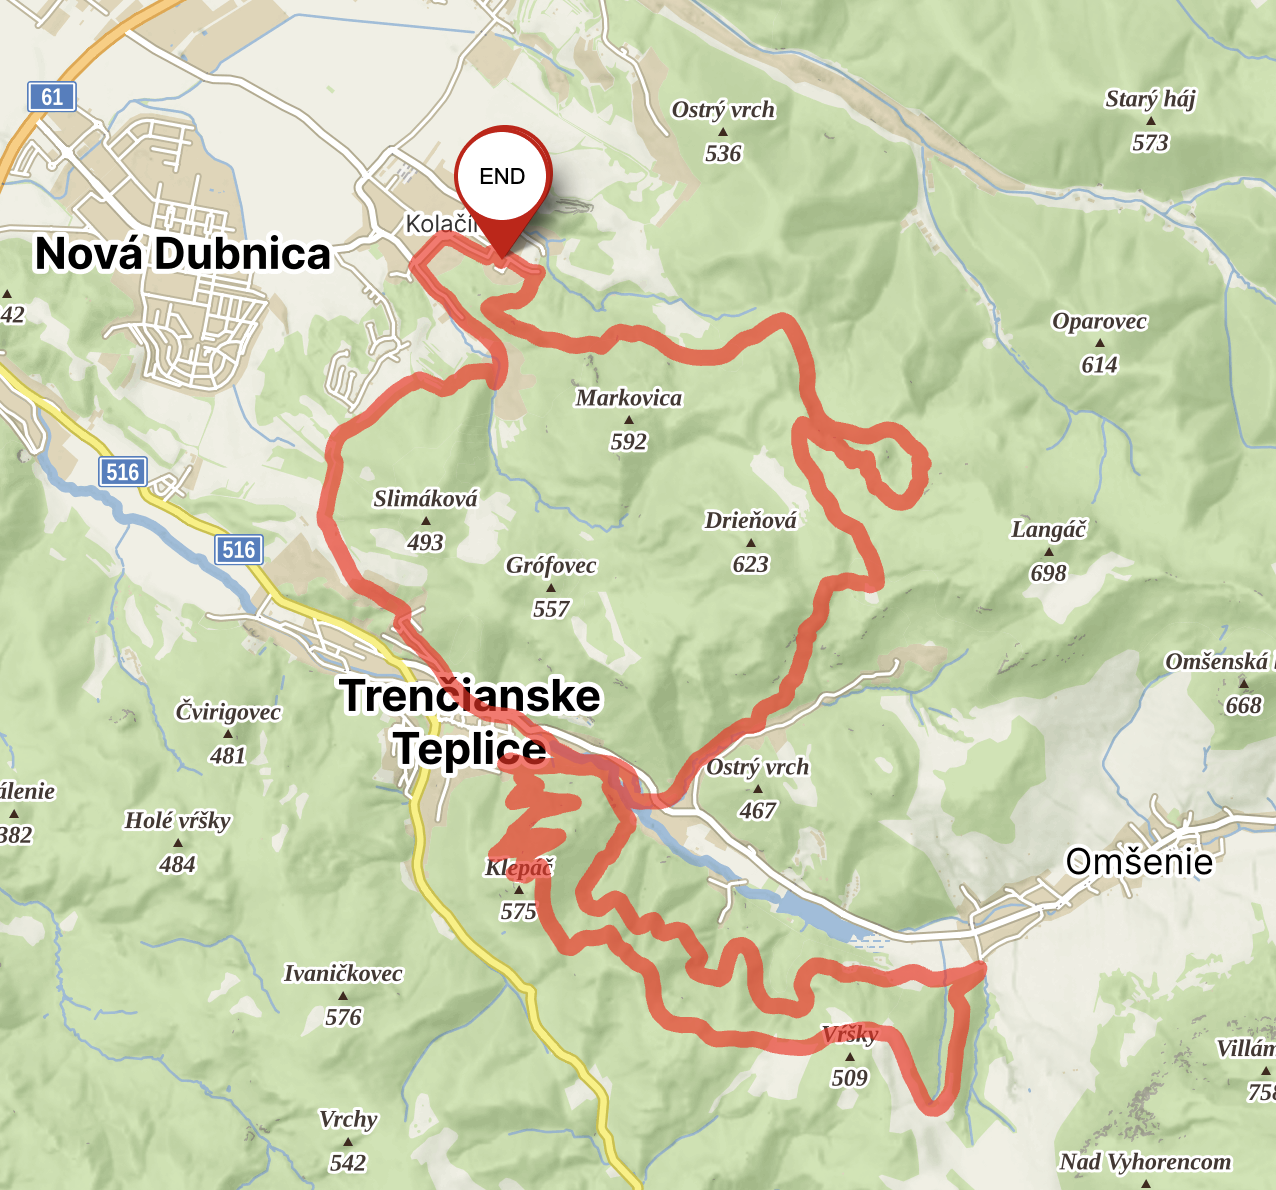 61
Ostrý vrch
536
Starý háj
573
END
Kolačí
Nová Dubnica
42
Oparovec
614
Markovica
592
516
Slimáková
493
Drieňová
623
Langáč
698
516
Grófovec
557
Omšenská
668
Trenčianske
Teplice
Čvirigovec
481
Ostrý vrch
467
álenie
382
Holé vŕšky
484
Omšenie
Klepáč
575
Ivaničkovec
576
Vŕšky
509
Villám
758
Vrchy
542
Nad Vyhorencom